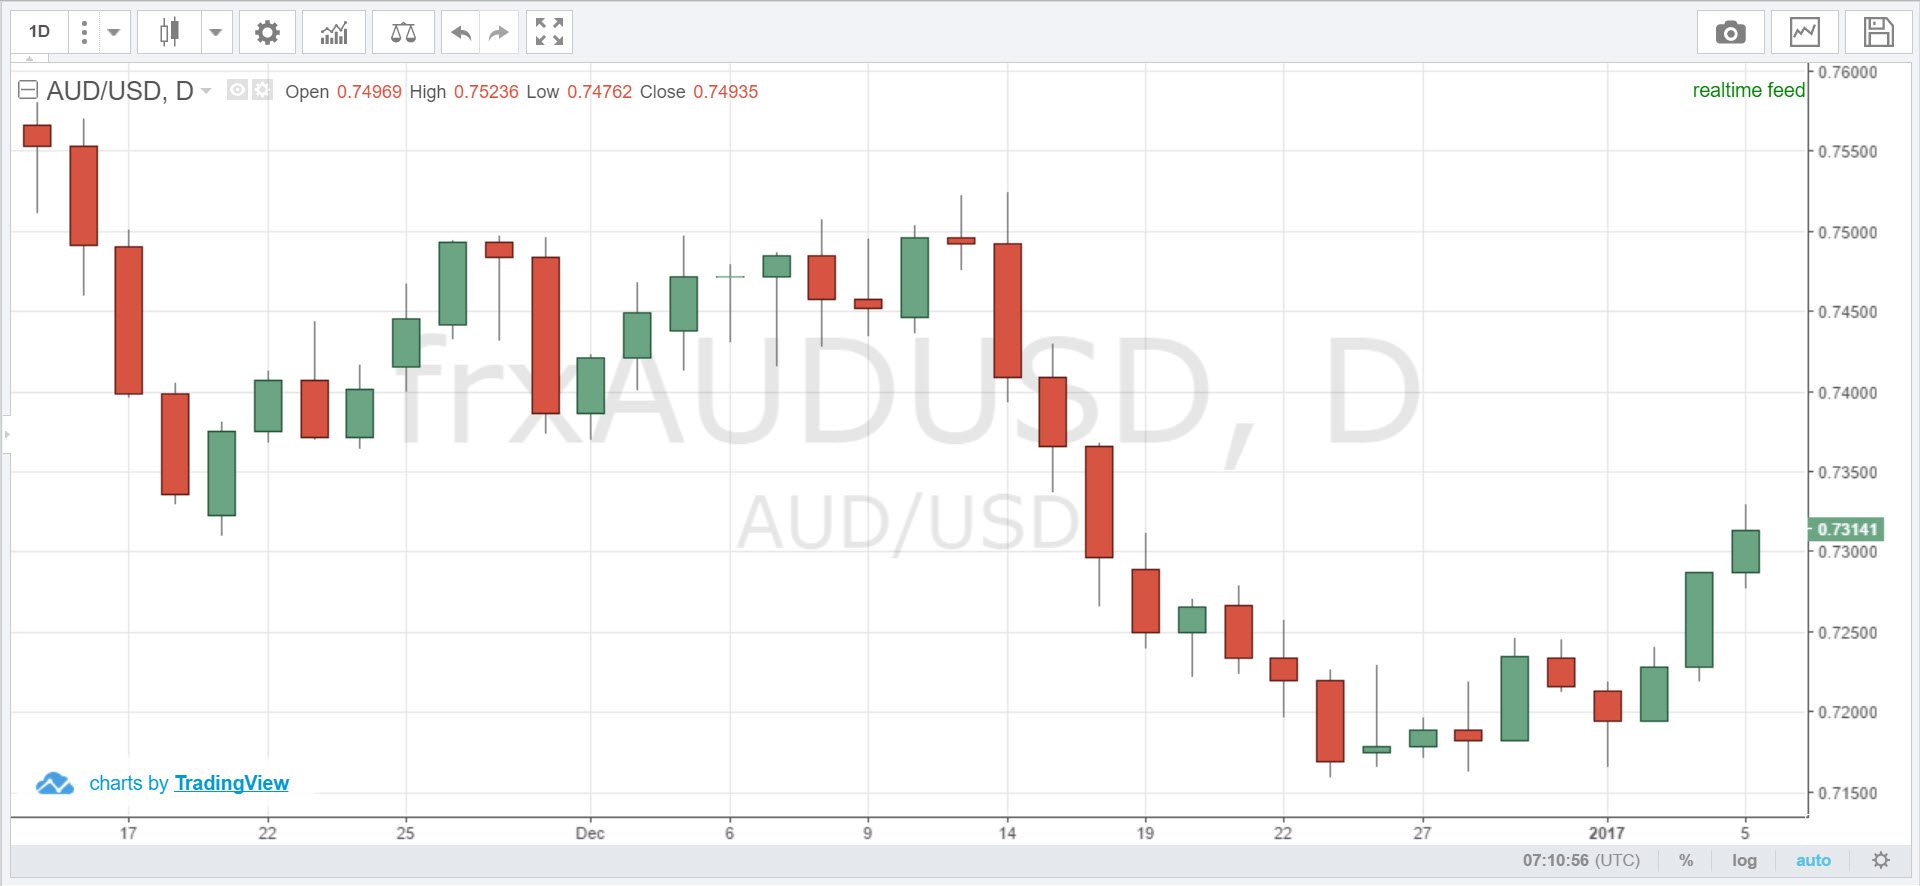 1D
AUD/USD, D Open 0.74969 High 0.75236 Low 0.74762 Close 0.74935
realtime feed
0.76000
0.75500
0.75000
0.74500
0.74000
0.73500
0.73141
0.73000
0.72500
0.72000
0.71500
frxAUDUSD, D
AUD/USD
charts by TradingView
17 22 25 Dec 6 9 14 19 22 27 2017 5
07:10:56 (UTC) % log auto